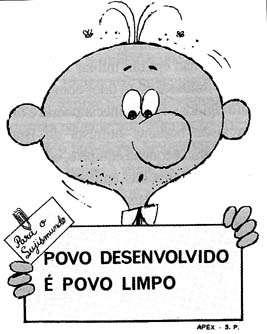 Para o
Sujismundo
POVO DESENVOLVIDO
É POVO LIMPO
APEX - S. P.